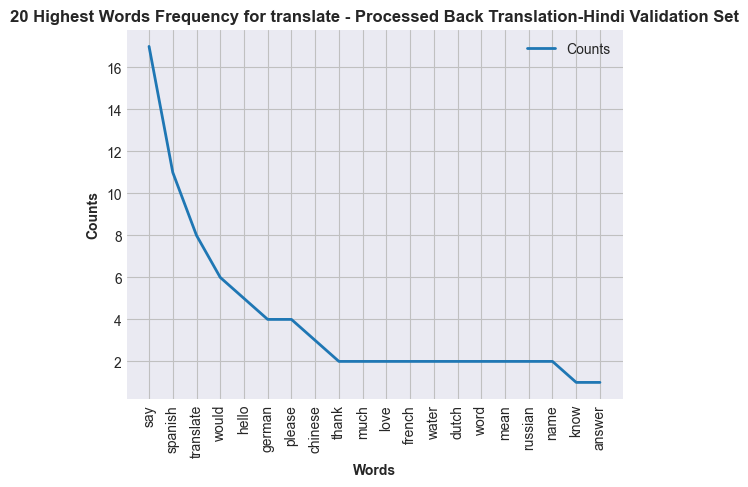 20 Highest Words Frequency for translate - Processed Back Translation-Hindi Validation Set
Counts
16
14
12
10
8
6
4
2
Counts
say
spanish
translate
would
hello
german
please
chinese
thank
much
love
french
water
dutch
word
mean
russian
name
know
answer
Words